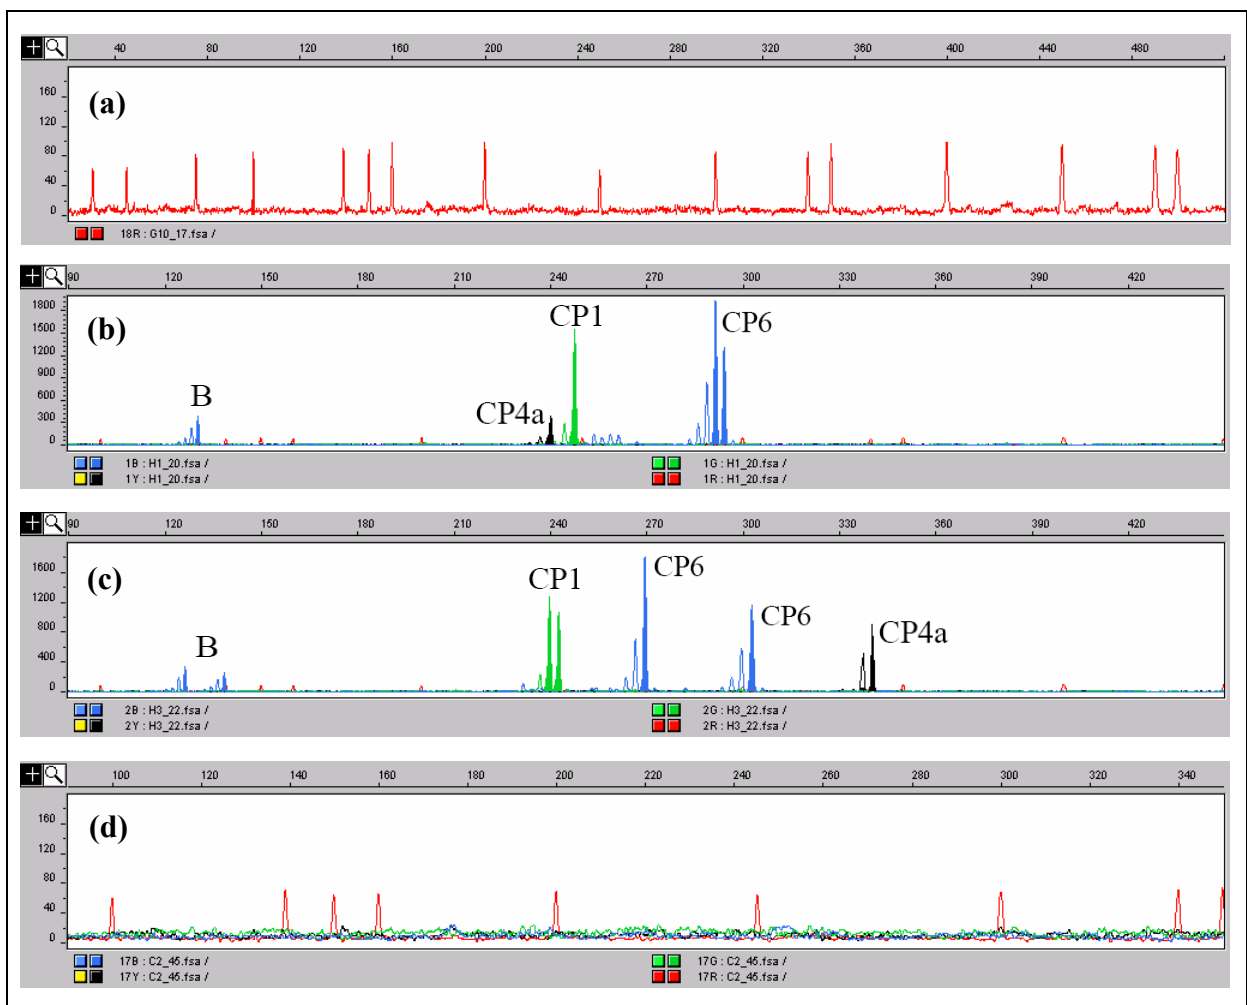 40 80 120 160 200 240 280 320 360 400 440 480
160
120
80
40
0
(a)
18R : G10_17.fsa /
90 120 150 180 210 240 270 300 330 360 390 420
1800
1500
1200
900
600
300
0
(b)
B
CP4a
CP1
CP6
1B : H1_20.fsa / 1G : H1_20.fsa /
1Y : H1_20.fsa / 1R : H1_20.fsa /
90 120 150 180 210 240 270 300 330 360 390 420
1600
1200
800
400
0
(c)
B
CP1
CP6
CP6
CP4a
2B : H3_22.fsa / 2G : H3_22.fsa /
2Y : H3_22.fsa / 2R : H3_22.fsa /
100 120 140 160 180 200 220 240 260 280 300 320 340
160
120
80
40
0
(d)
17B : C2_45.fsa / 17G : C2_45.fsa /
17Y : C2_45.fsa / 17R : C2_45.fsa /